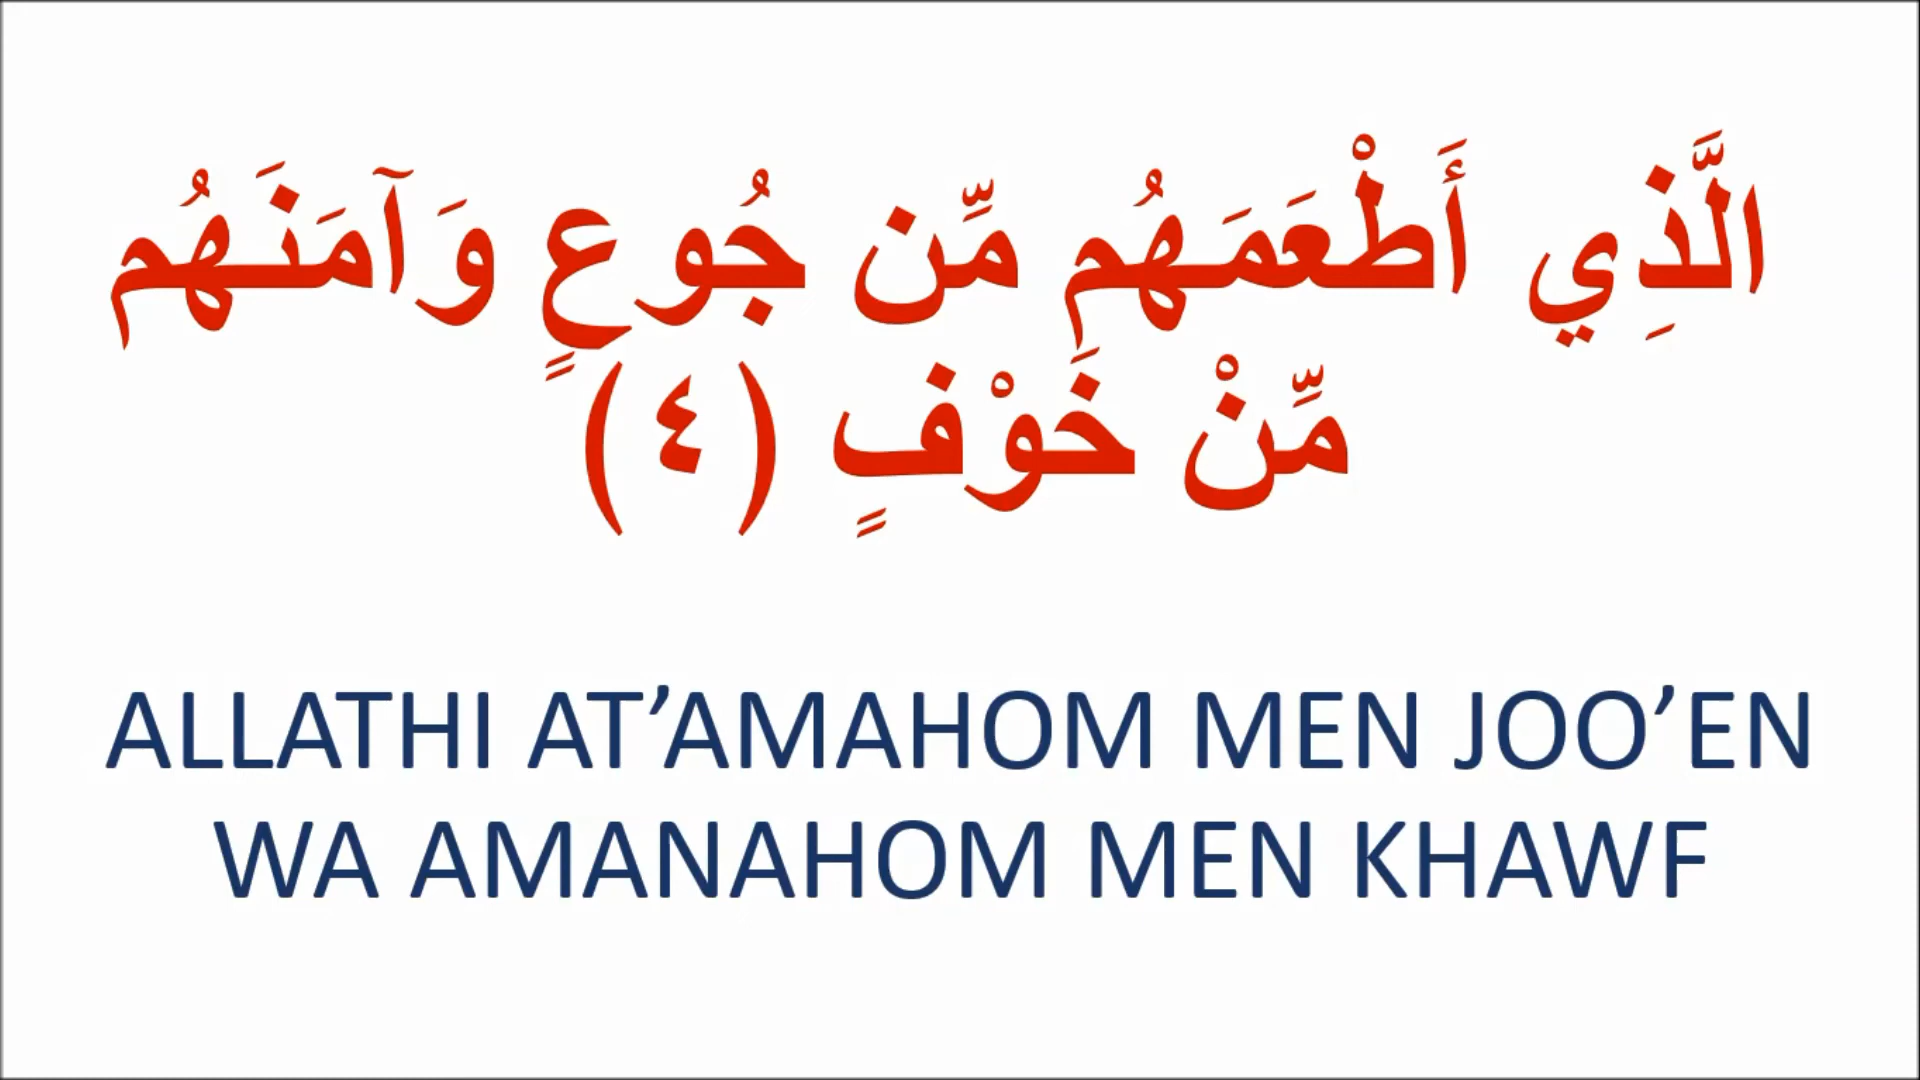 الَّذِي أَطْعَمَهُم مِّن جُوعٍ وَآمَنَهُم
مِّنْ خَوْفٍ (٤)
ALLATHI AT’AMAHOM MEN JOO’EN
WA AMANAHOM MEN KHAWF